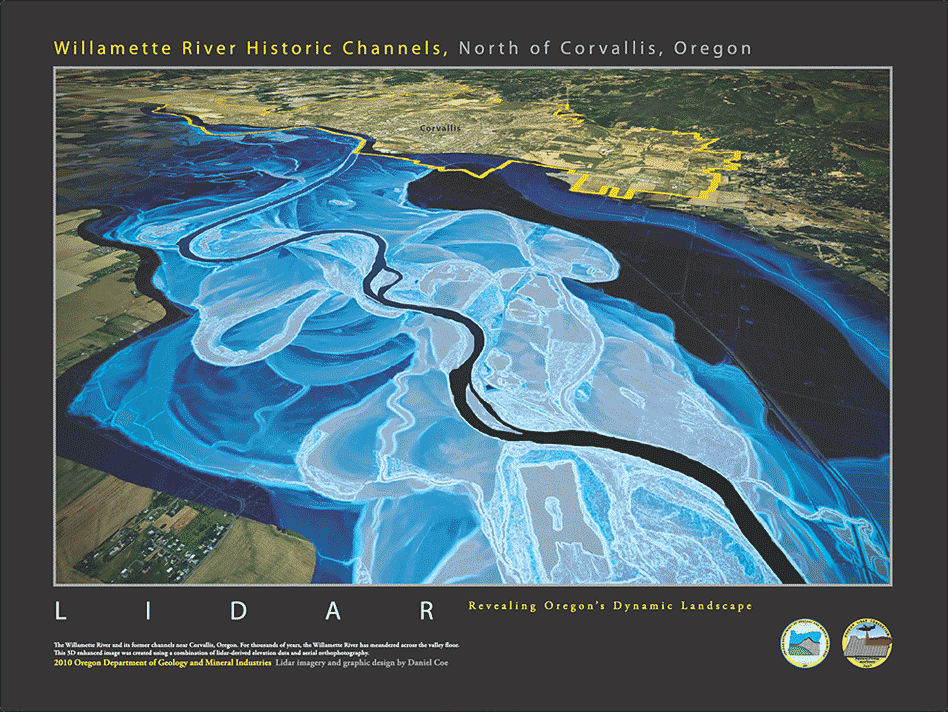 Willamette River Historic Channels, North of Corvallis, Oregon
Corvallis
L I D A R
Revealing Oregon's Dynamic Landscape
The Willamette River and its former channels near Corvallis, Oregon. For thousands of years, the Willamette River has meandered across the valley floor.
This 3D enhanced image was created using a combination of lidar-derived elevation data and aerial orthophotography.
2010 Oregon Department of Geology and Mineral Industries Lidar imagery and graphic design by Daniel Coe